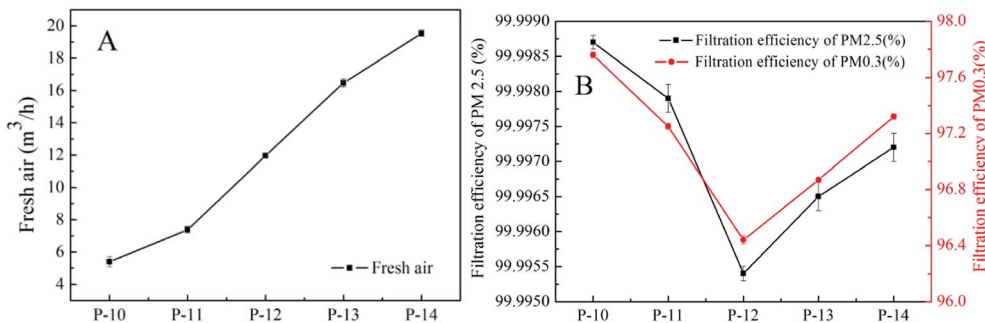 A
Fresh air (m³/h)
20
18
16
14
12
10
8
6
4
Fresh air
P-10 P-11 P-12 P-13 P-14
B
Filtration efficiency of PM 2.5 (%)
99.9990
99.9985
99.9980
99.9975
99.9970
99.9965
99.9960
99.9955
99.9950
Filtration efficiency of PM2.5(%)
Filtration efficiency of PM0.3(%)
98.0
97.6
97.2
96.8
96.4
96.0
Filtration efficiency of PM0.3(%)
P-10 P-11 P-12 P-13 P-14